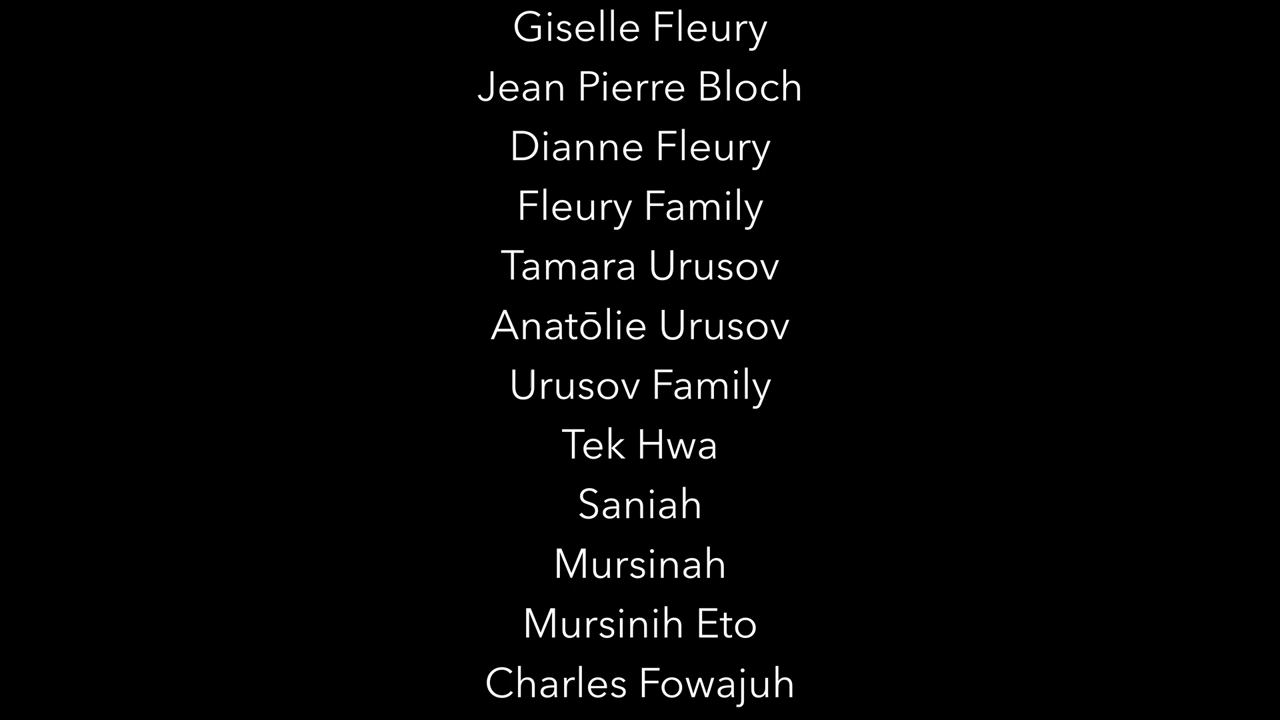 Giselle Fleury
Jean Pierre Bloch
Dianne Fleury
Fleury Family
Tamara Urusov
Anatōlie Urusov
Urusov Family
Tek Hwa
Saniah
Mursinah
Mursinih Eto
Charles Fowajuh